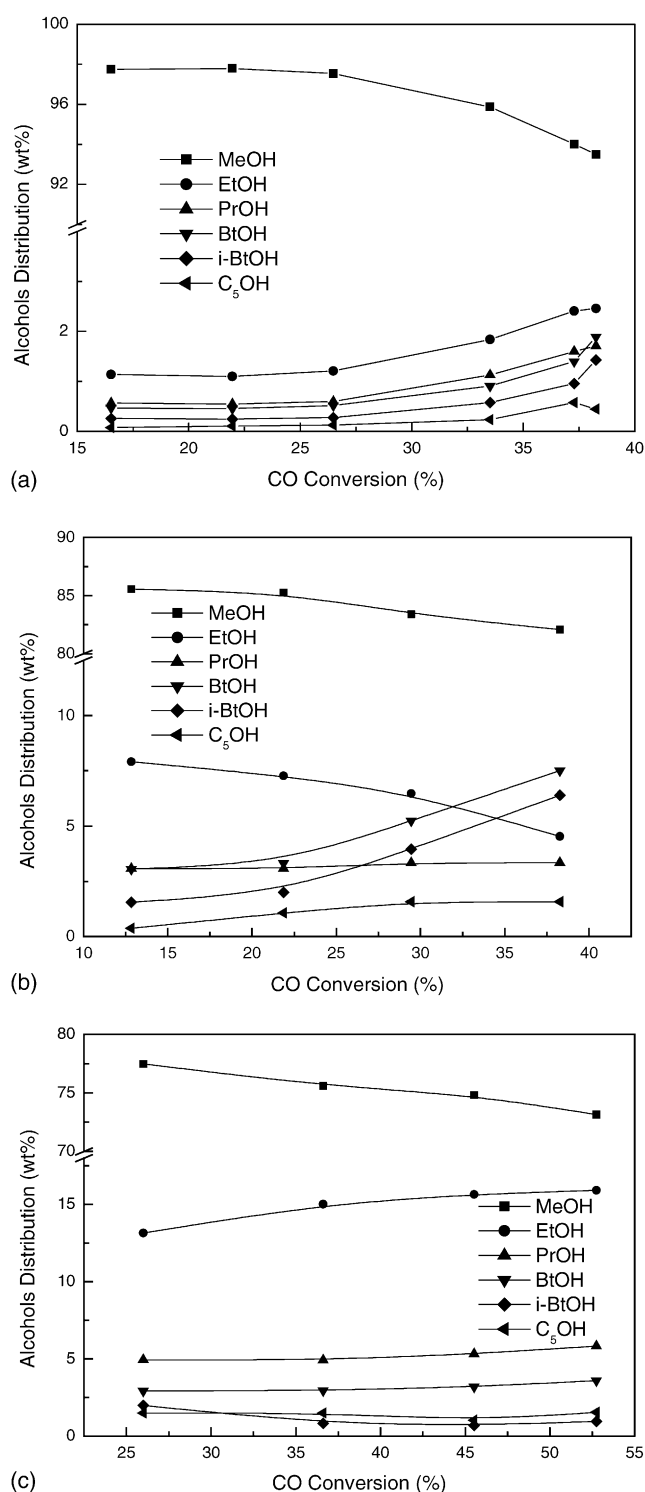 100
96
92
2
0
Alcohols Distribution (wt%)
MeOH
EtOH
PrOH
BtOH
i-BtOH
C5OH
15 20 25 30 35 40
CO Conversion (%)
(a)
90
85
80
10
5
0
Alcohols Distribution (wt%)
MeOH
EtOH
PrOH
BtOH
i-BtOH
C5OH
10 15 20 25 30 35 40
CO Conversion (%)
(b)
80
75
70
15
10
5
0
Alcohols Distribution (wt%)
MeOH
EtOH
PrOH
BtOH
i-BtOH
C5OH
25 30 35 40 45 50 55
CO Conversion (%)
(c)